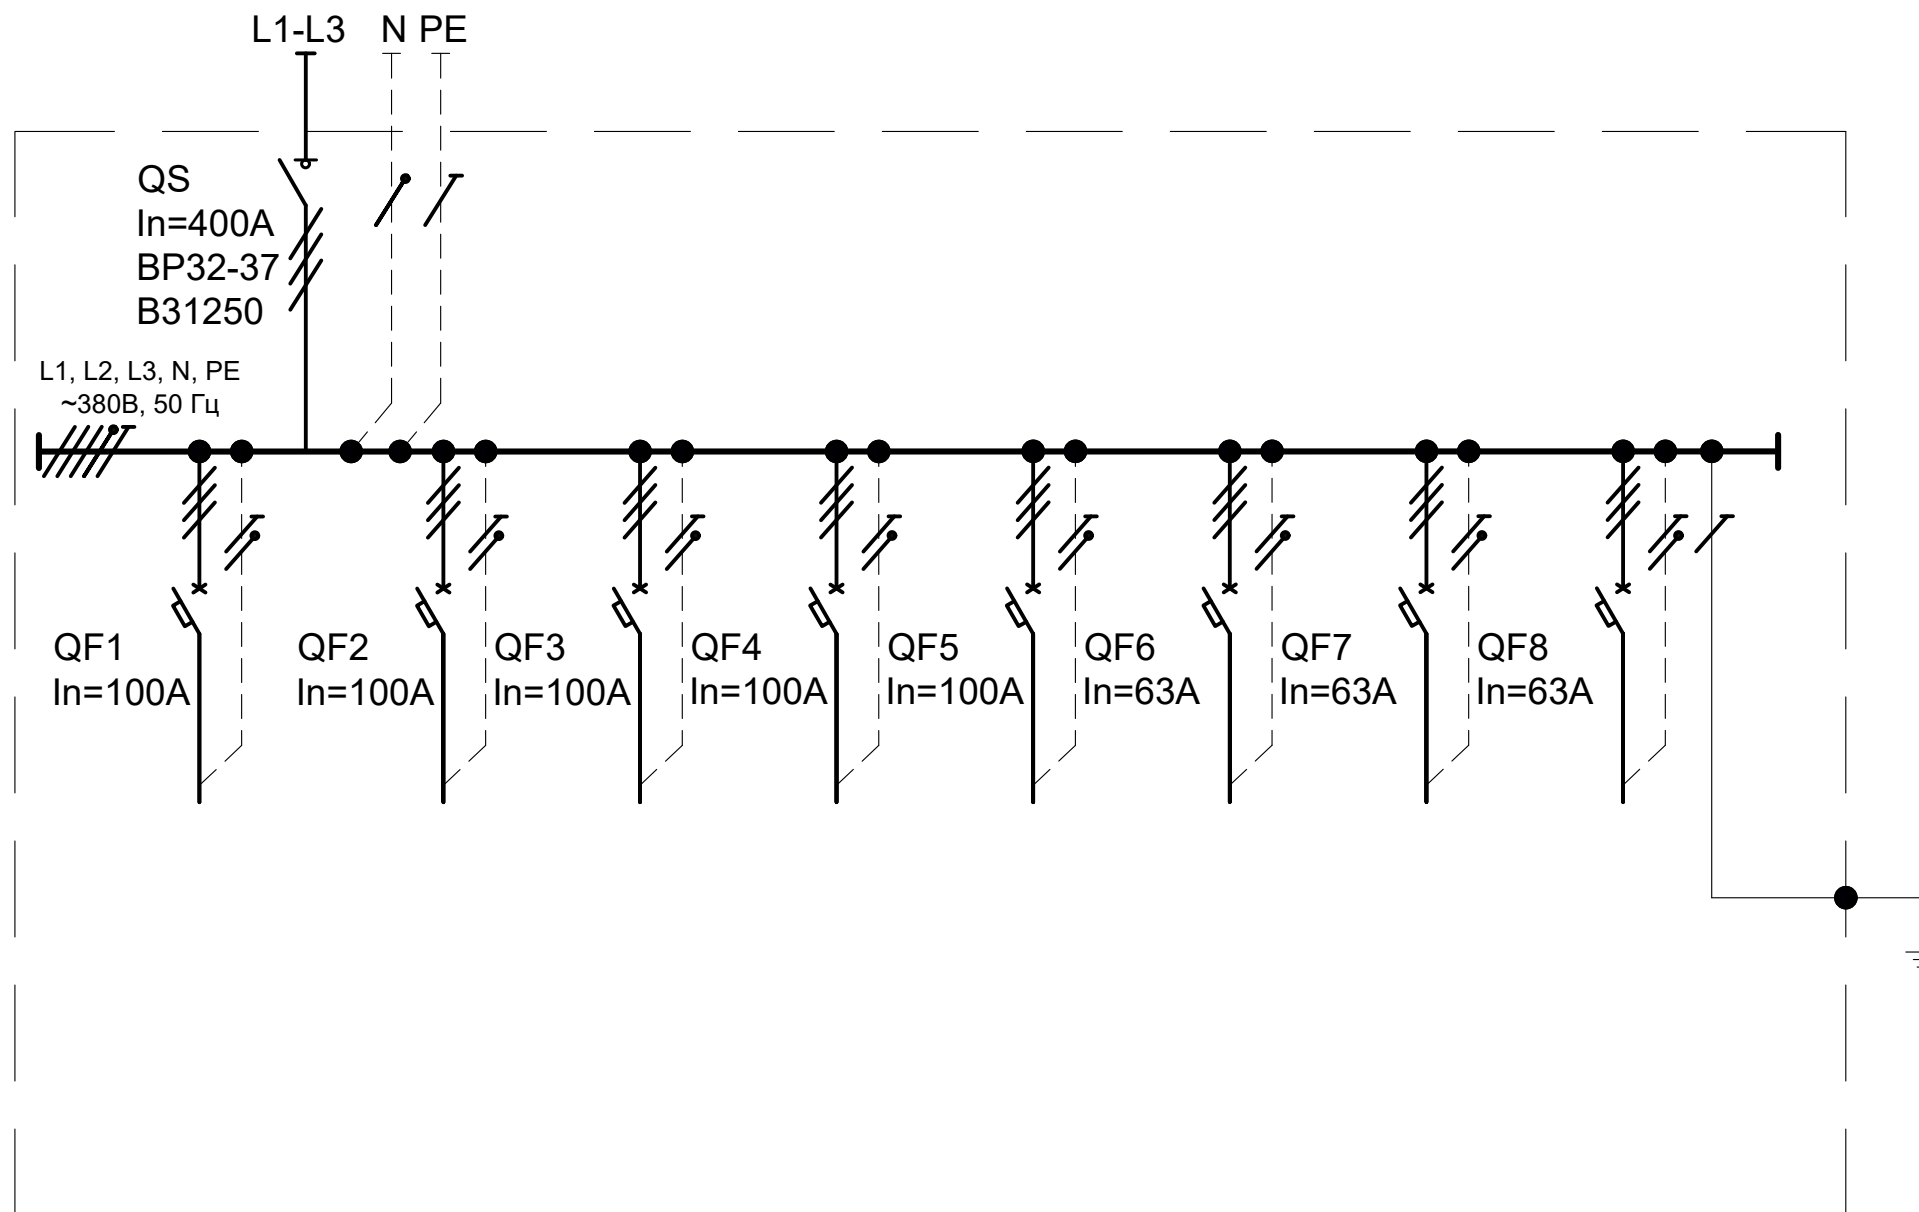 L1-L3 N PE
QS
In=400A
ВР32-37
В31250
L1, L2, L3, N, PE
~380В, 50 Гц
QF1
In=100A
QF2
In=100A
QF3
In=100A
QF4
In=100A
QF5
In=100A
QF6
In=63A
QF7
In=63A
QF8
In=63A